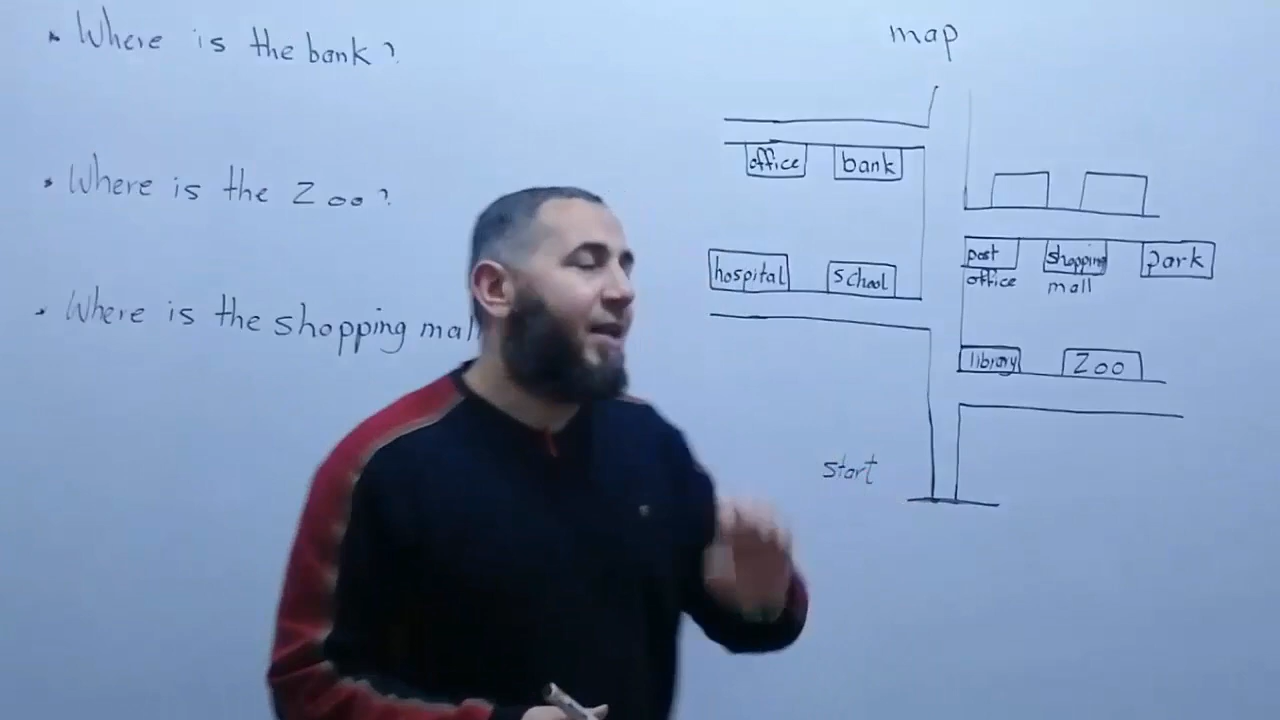 Where is the bank?
Where is the Zoo?
Where is the shopping mal
map
office
bank
hospital
school
post
office
shopping
mall
park
library
Zoo
start